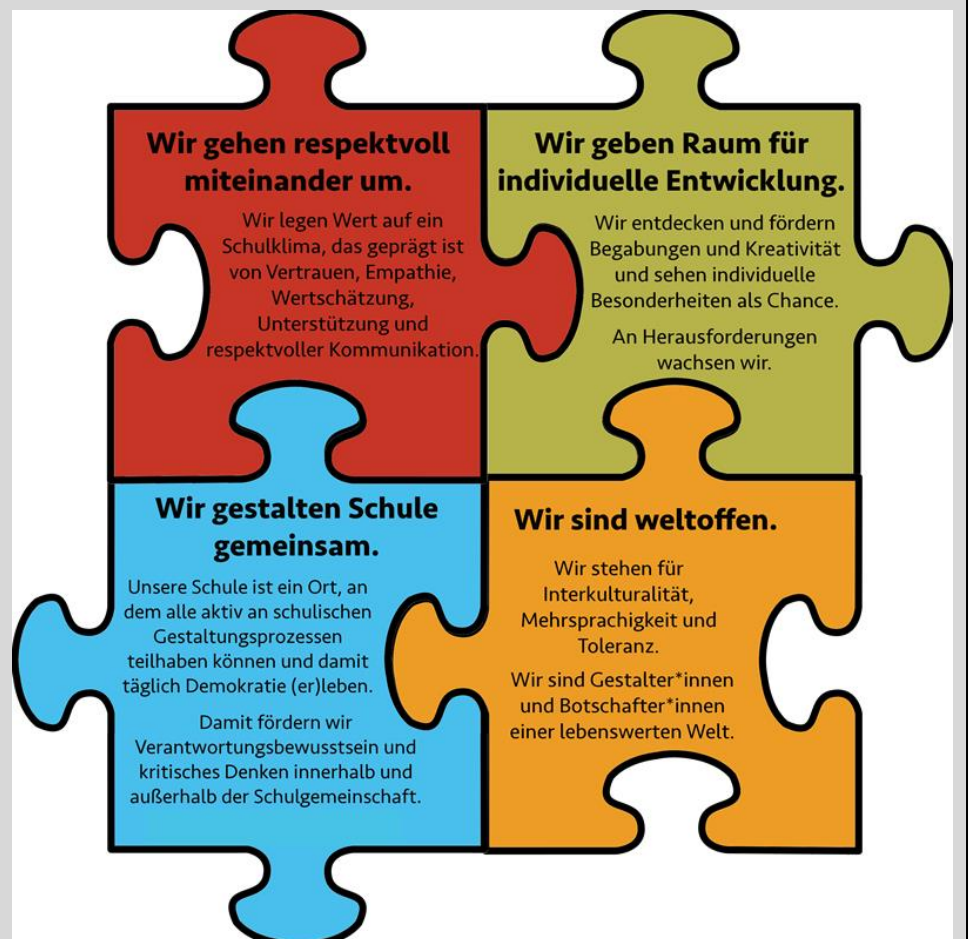 Wir gehen respektvoll
miteinander um.
Wir legen Wert auf ein
Schulklima, das geprägt ist
von Vertrauen, Empathie,
Wertschätzung,
Unterstützung und
respektvoller Kommunikation.
Wir geben Raum für
individuelle Entwicklung.
Wir entdecken und fördern
Begabungen und Kreativität
und sehen individuelle
Besonderheiten als Chance.
An Herausforderungen
wachsen wir.
Wir gestalten Schule
gemeinsam.
Unsere Schule ist ein Ort, an
dem alle aktiv an schulischen
Gestaltungsprozessen
teilhaben können und damit
täglich Demokratie (er)leben.
Damit fördern wir
Verantwortungsbewusstsein und
kritisches Denken innerhalb und
außerhalb der Schulgemeinschaft.
Wir sind weltoffen.
Wir stehen für
Interkulturalität,
Mehrsprachigkeit und
Toleranz.
Wir sind Gestalter*innen
und Botschafter*innen
einer lebenswerten Welt.